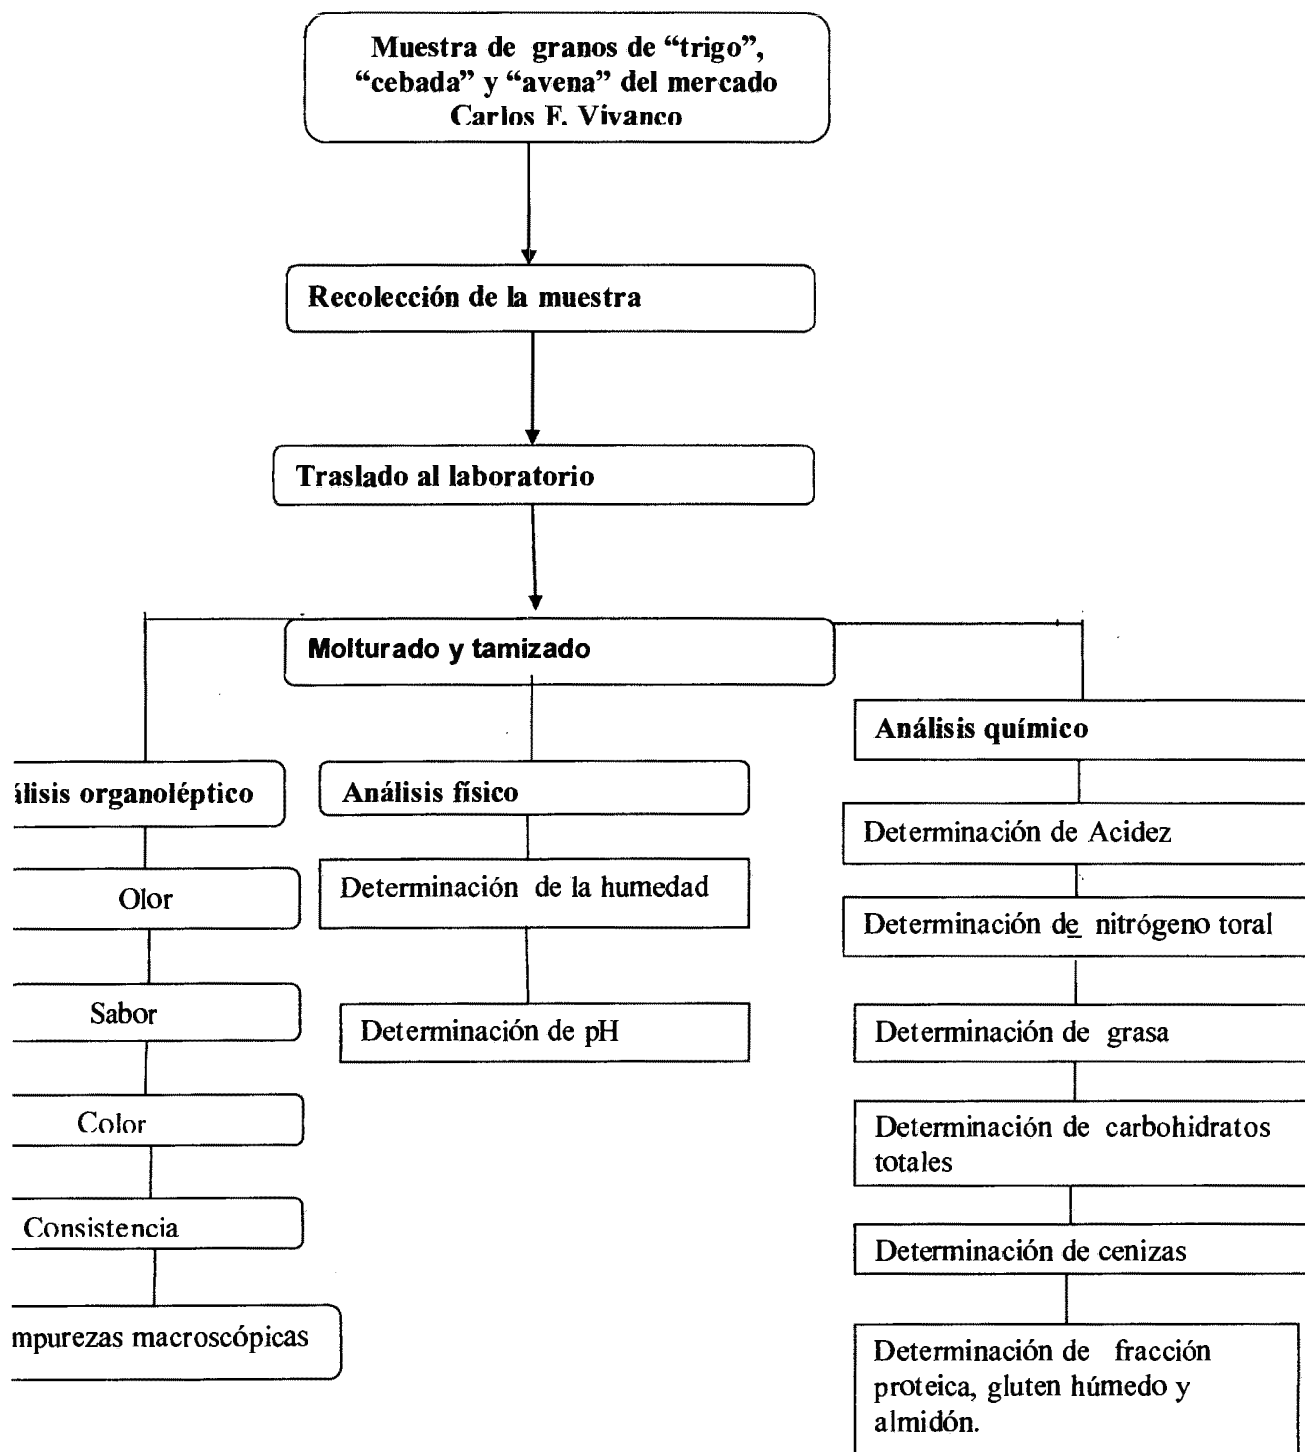 Muestra de granos de “trigo”,
“cebada” y “avena” del mercado
Carlos F. Vivanco
Recolección de la muestra
Traslado al laboratorio
Molturado y tamizado
álisis organoléptico
Olor
Sabor
Color
Consistencia
mpurezas macroscópicas
Análisis físico
Determinación de la humedad
Determinación de pH
Análisis químico
Determinación de Acidez
Determinación de nitrógeno toral
Determinación de grasa
Determinación de carbohidratos
totales
Determinación de cenizas
Determinación de fracción
proteica, gluten húmedo y
almidón.